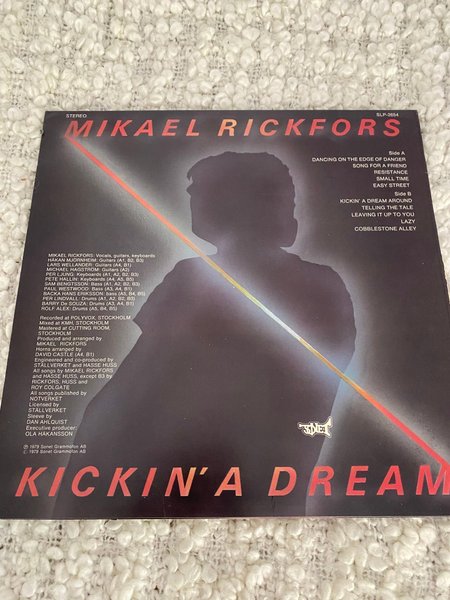 STEREO
SLP-2654
MIKAEL RICKFORS
Side A
DANCING ON THE EDGE OF DANGER
SONG FOR A FRIEND
RESISTANCE
SMALL TIME
EASY STREET
Side B
KICKIN' A DREAM AROUND
TELLING THE TALE
LEAVING IT UP TO YOU
LAZY
COBBLESTONE ALLEY
MIKAEL RICKFORS: Vocals, guitars, keyboards
HÅKAN MJÖRNHEIM: Guitars (A1, B2, B3)
LARS WELLANDER: Guitars (A4, B1)
MICHAEL HAGSTRÖM: Guitars (A2)
PER LJUNG: Keyboards (A1, A2, B2, B3)
PETE HALLIN: Keyboards (A4, A5, B5)
SAM BENGTSSON: Bas (A1, A2, B2, B3)
PAUL WESTWOOD: Bas (A3, A4, B1)
BACKA HANS ERIKSSON: bass (A5, B4, B5)
PER LINDVALL: Drums (A1, A2, B2, B3)
BARRY De SOUZA: Drums (A3, A4, B1)
ROLF ALEX: Drums (A5, B4, B5)
Recorded at POLYVOX, STOCKHOLM
Mixed at KMH, STOCKHOLM
Mastered at CUTTING ROOM,
STOCKHOLM
Produced and arranged by
MIKAEL RICKFORS
Horns arranged by
DAVID CASTLE (A4, B1)
Engineered and co-produced by
STÄLLVERKET and HASSE HUSS
All songs by MIKAEL RICKFORS
and HASSE HUSS, except B3 by
RICKFORS, HUSS and
ROY COLGATE
All songs published by
NOTVERKET
Licensed by
STÄLLVERKET
Sleeve by
DAN AHLQUIST
Executive producer:
OLA HÅKANSSON
℗ 1979 Sonet Grammofon AB
© 1979 Sonet Grammofon AB
SONET
KICKIN' A DREAM